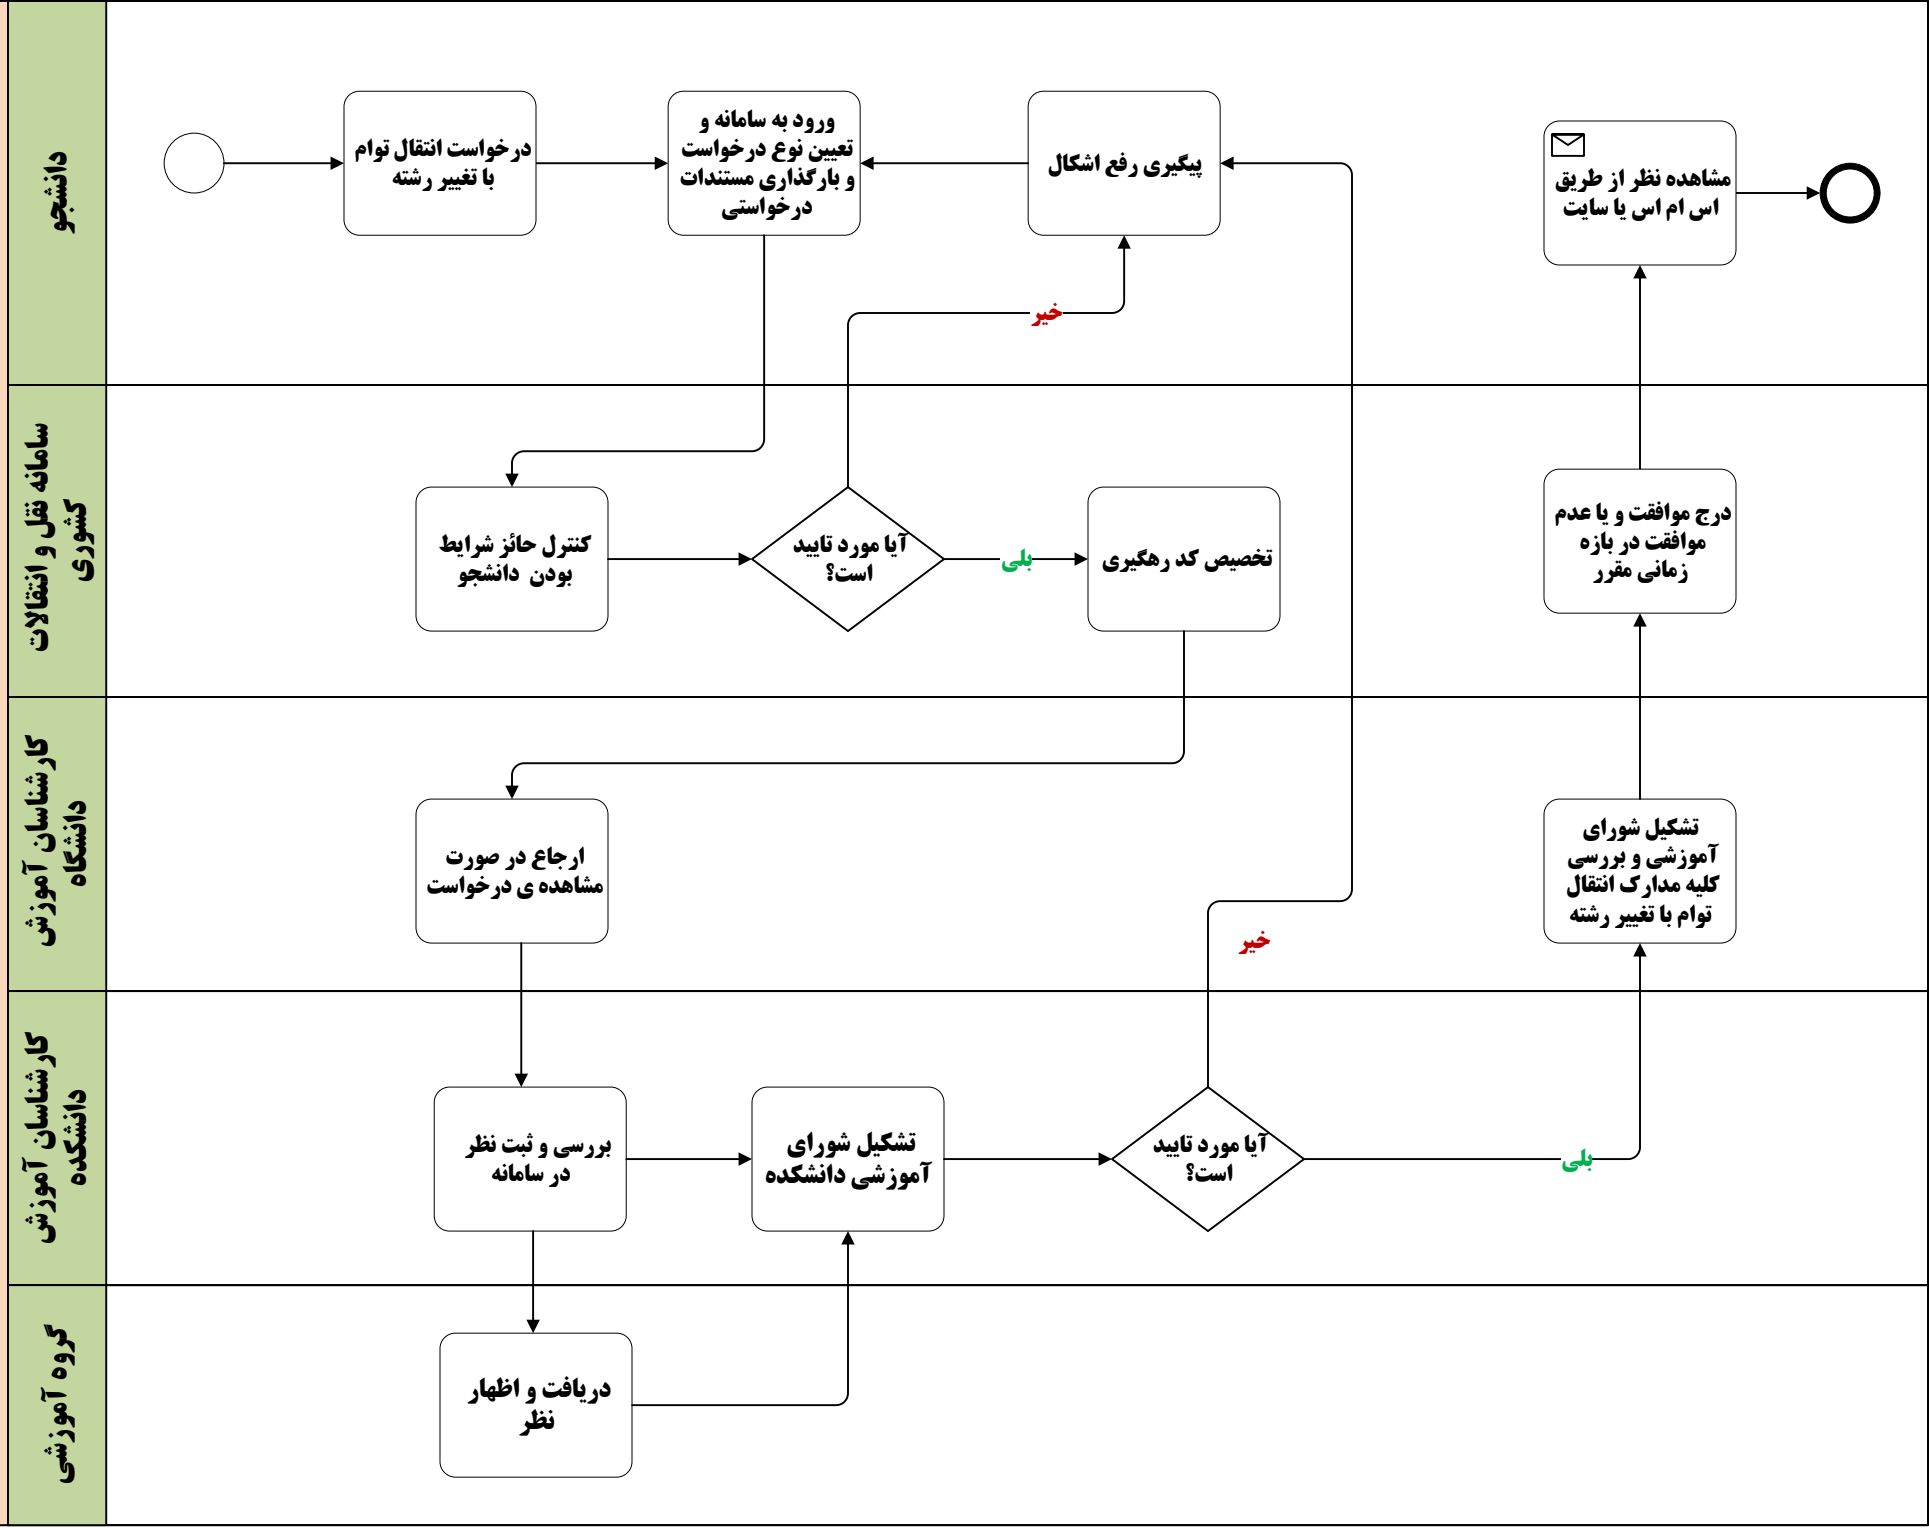 دانشجو
درخواست انتقال توام
با تغییر رشته
ورود به سامانه و
تعیین نوع درخواست
و بارگذاری مستندات
درخواستی
پیگیری رفع اشکال
مشاهده نظر از طریق
اس ام اس یا سایت
خیر
سامانه نقل و انتقالات
کشوری
کنترل حائز شرایط
بودن دانشجو
آیا مورد تایید
است؟
بلی
تخصیص کد رهگیری
درج موافقت و یا عدم
موافقت در بازه
زمانی مقرر
کارشناسان آموزش
دانشگاه
ارجاع در صورت
مشاهده ی درخواست
خیر
تشکیل شورای
آموزشی و بررسی
کلیه مدارک انتقال
توام با تغییر رشته
کارشناسان آموزش
دانشکده
بررسی و ثبت نظر
در سامانه
تشکیل شورای
آموزشی دانشکده
آیا مورد تایید
است؟
بلی
گروه آموزشی
دریافت و اظهار
نظر